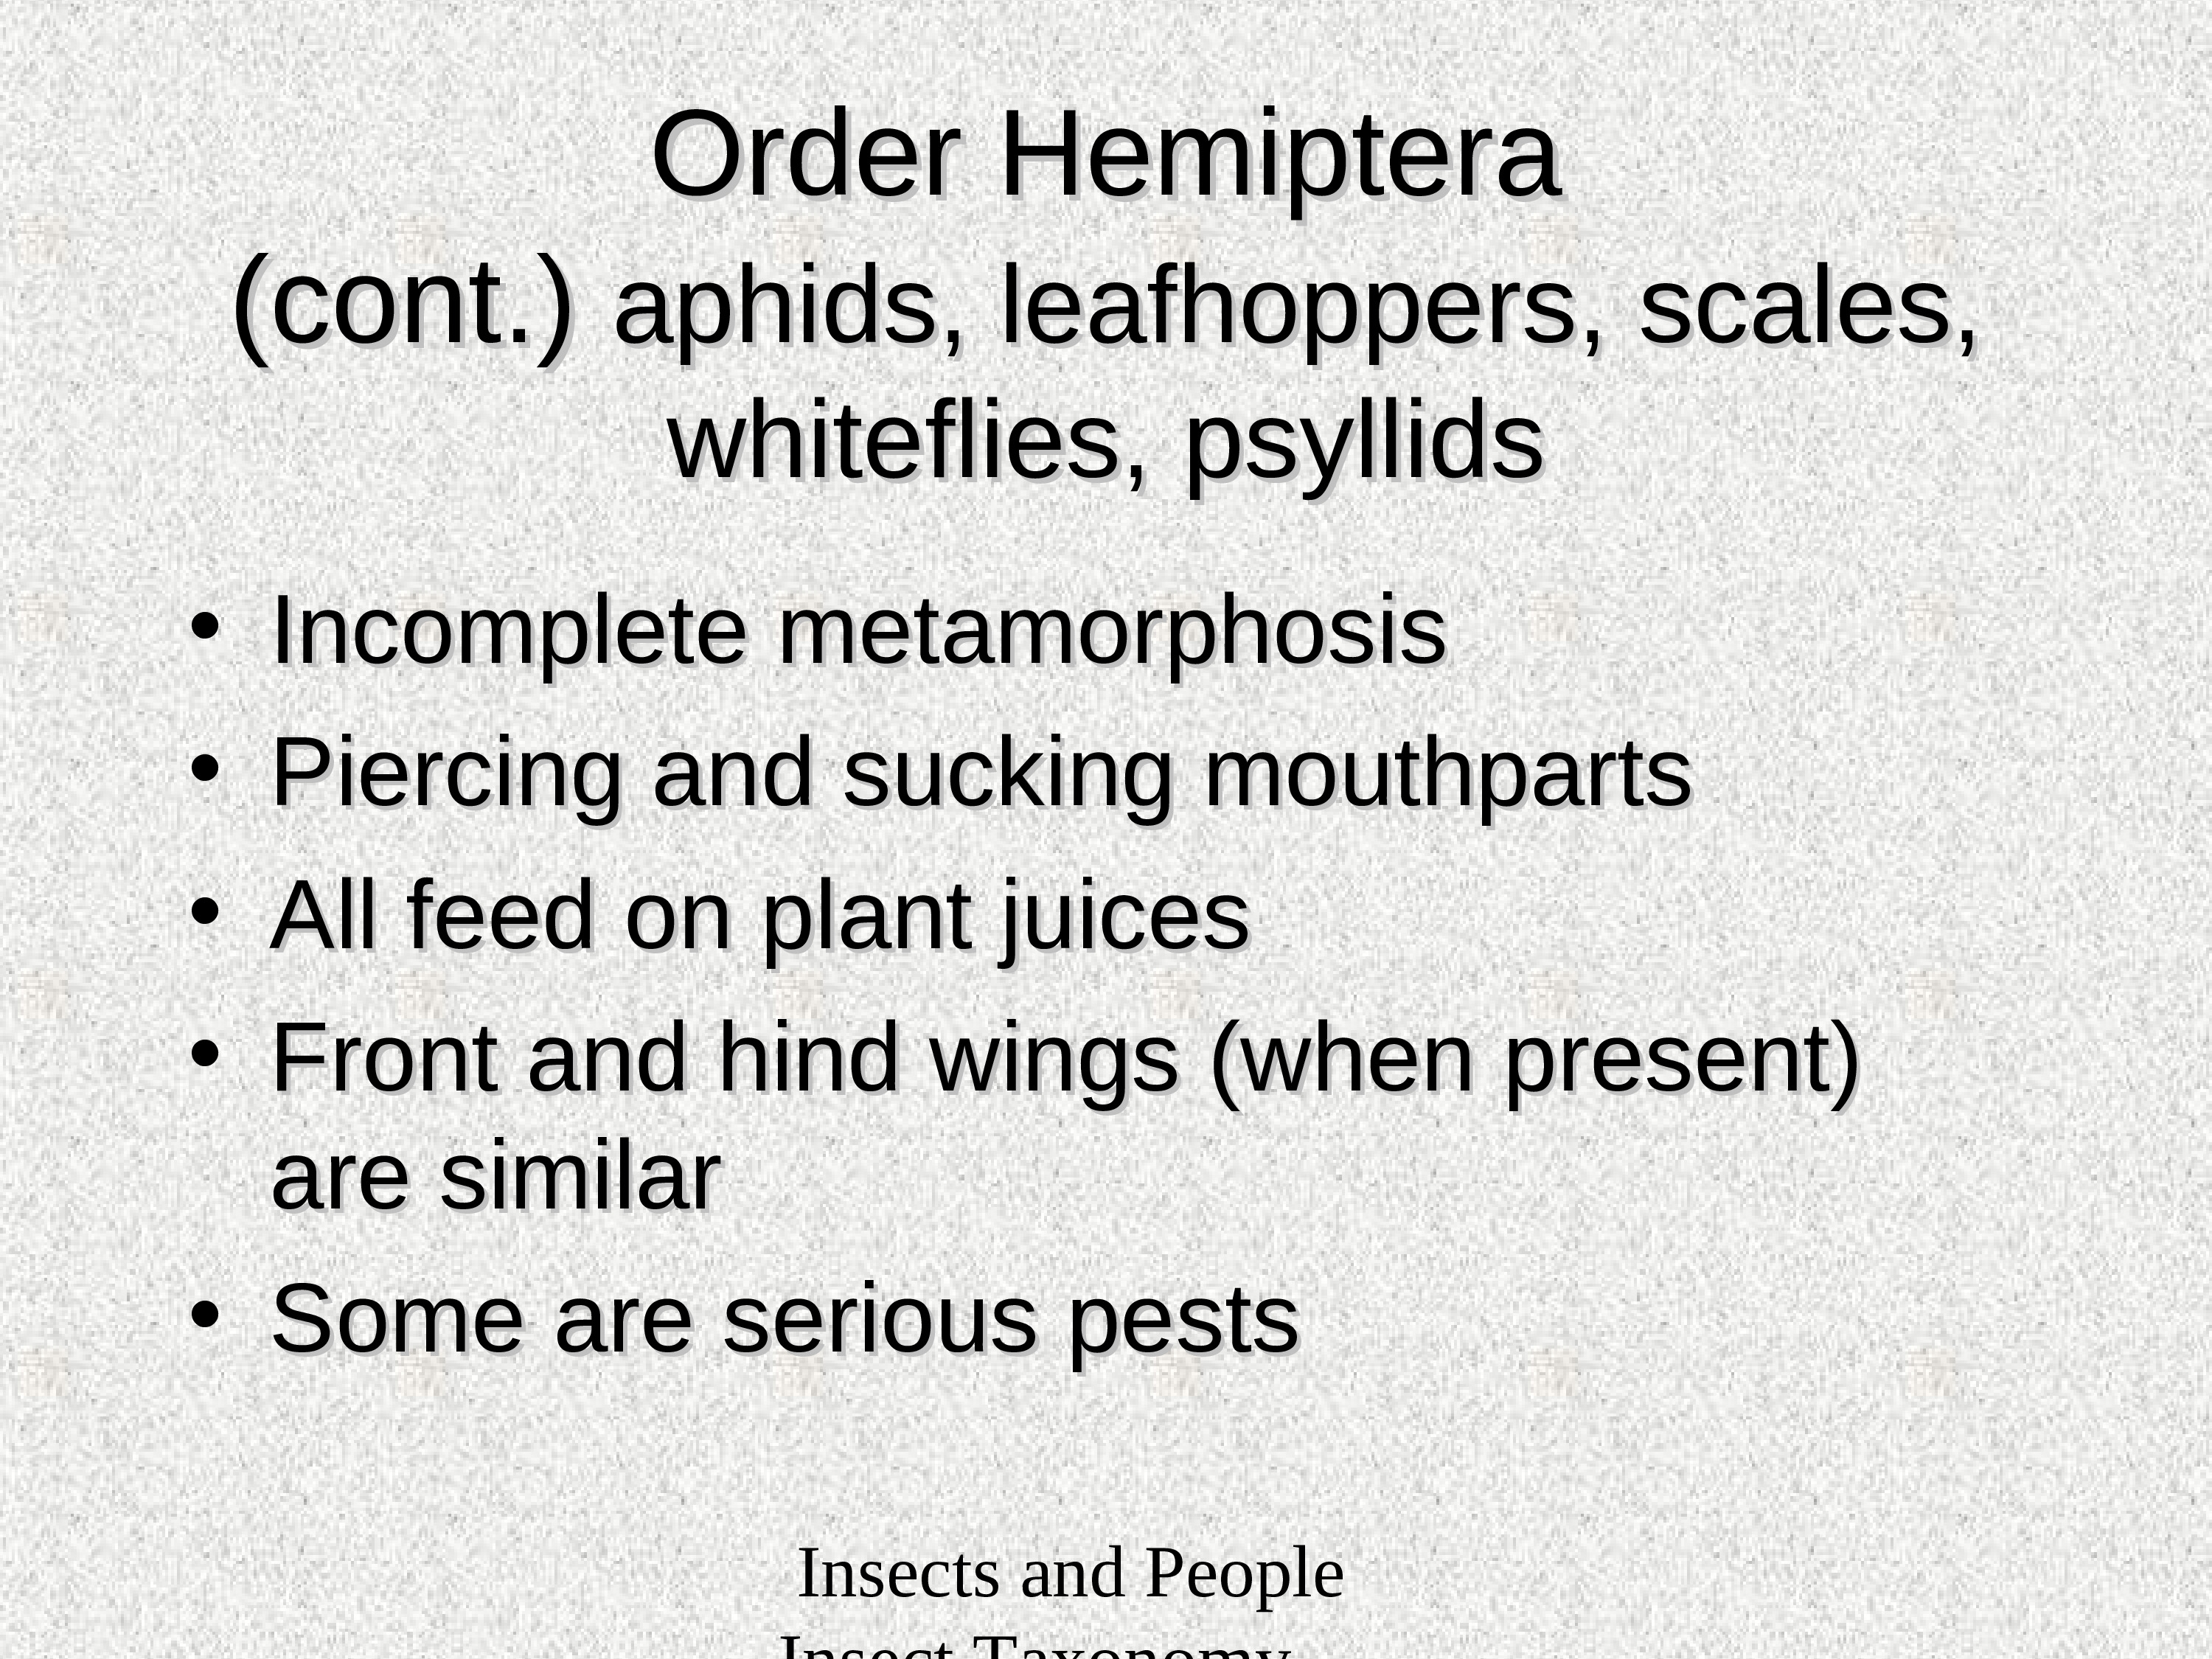 Order Hemiptera
(cont.) aphids, leafhoppers, scales,
whiteflies, psyllids
• Incomplete metamorphosis
• Piercing and sucking mouthparts
• All feed on plant juices
• Front and hind wings (when present)
are similar
• Some are serious pests
Insects and People
Insect Taxonomy